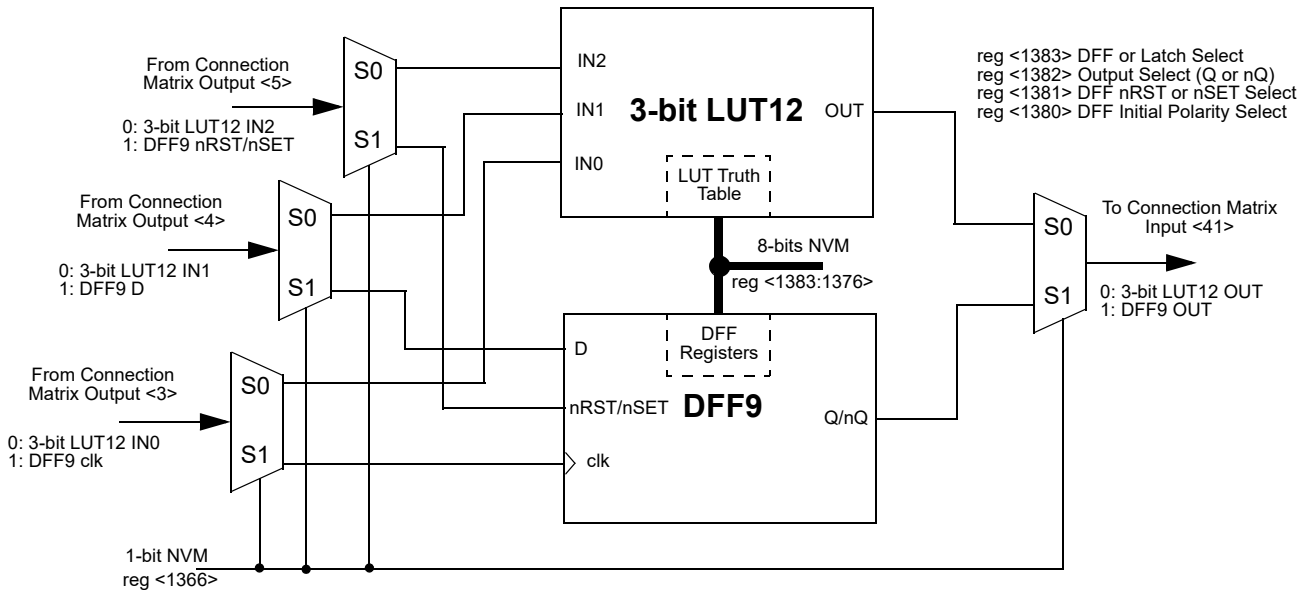 From Connection
Matrix Output <5>
0: 3-bit LUT12 IN2
1: DFF9 nRST/nSET
S0
S1
From Connection
Matrix Output <4>
0: 3-bit LUT12 IN1
1: DFF9 D
S0
S1
From Connection
Matrix Output <3>
0: 3-bit LUT12 IN0
1: DFF9 clk
S0
S1
1-bit NVM
reg <1366>
IN2
IN1
IN0
3-bit LUT12
OUT
LUT Truth
Table
8-bits NVM
reg <1383:1376>
DFF
Registers
D
nRST/nSET
clk
DFF9
Q/nQ
reg <1383> DFF or Latch Select
reg <1382> Output Select (Q or nQ)
reg <1381> DFF nRST or nSET Select
reg <1380> DFF Initial Polarity Select
S0
S1
To Connection Matrix
Input <41>
0: 3-bit LUT12 OUT
1: DFF9 OUT